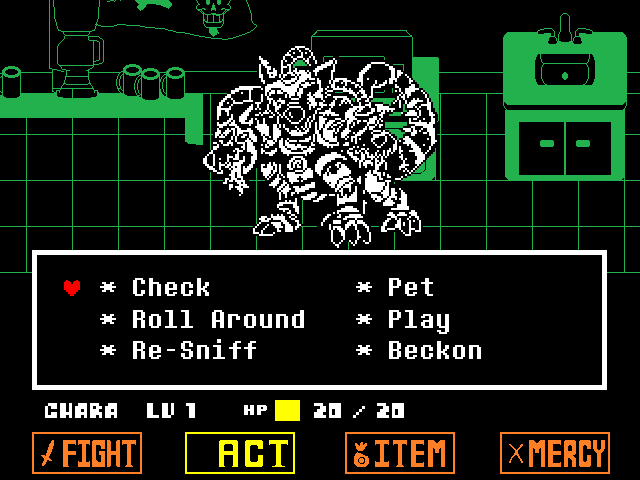 * Check * Pet
* Roll Around * Play
* Re-Sniff * Beckon
CHARA LV 1 HP 20 / 20
FIGHT ACT ITEM MERCY